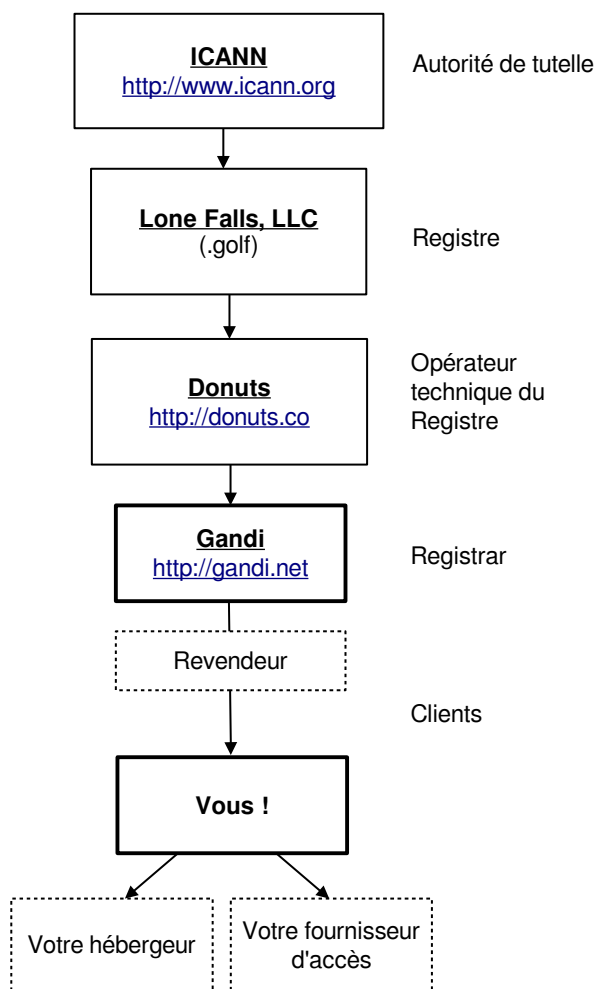 ICANN
http://www.icann.org
Autorité de tutelle
Lone Falls, LLC
(.golf)
Registre
Donuts
http://donuts.co
Opérateur
technique du
Registre
Gandi
http://gandi.net
Registrar
Revendeur
Clients
Vous !
Votre hébergeur
Votre fournisseur
d'accès